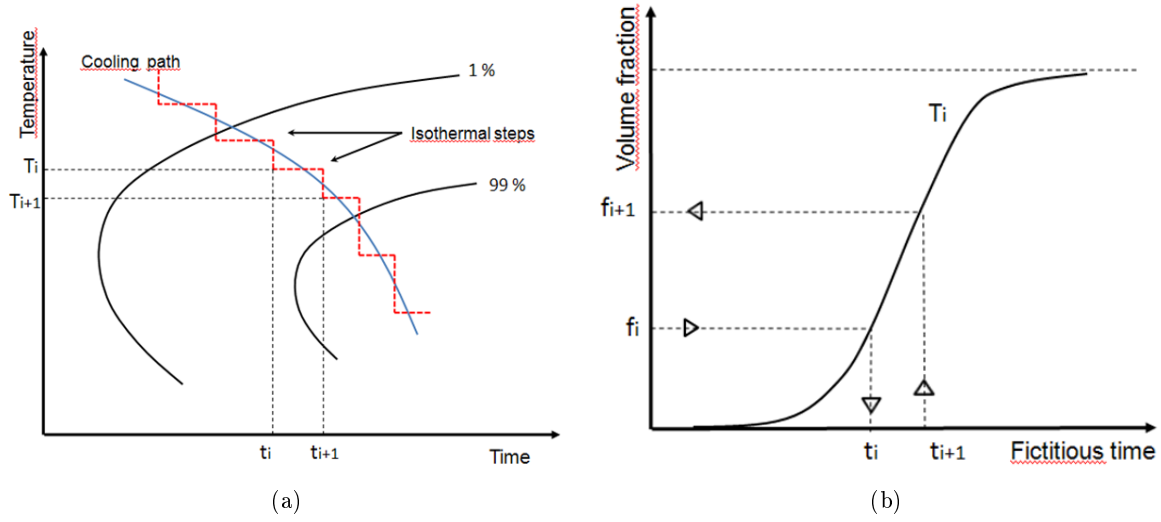 Temperature
Cooling path
1 %
Isothermal steps
Ti
99 %
Ti+1
ti
ti+1
Time
(a)
Volume fraction
Ti
fi+1
fi
ti
ti+1
Fictitious time
(b)